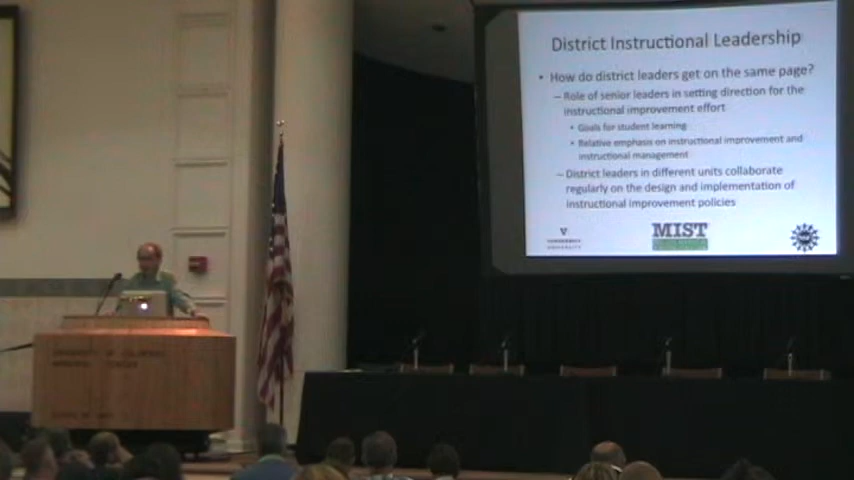 District Instructional Leadership
• How do district leaders get on the same page?
– Role of senior leaders in setting direction for the
instructional improvement effort
• Goals for student learning
• Relative emphasis on instructional improvement and
instructional management
– District leaders in different units collaborate
regularly on the design and implementation of
instructional improvement policies
V
VANDERBILT
UNIVERSITY
MIST